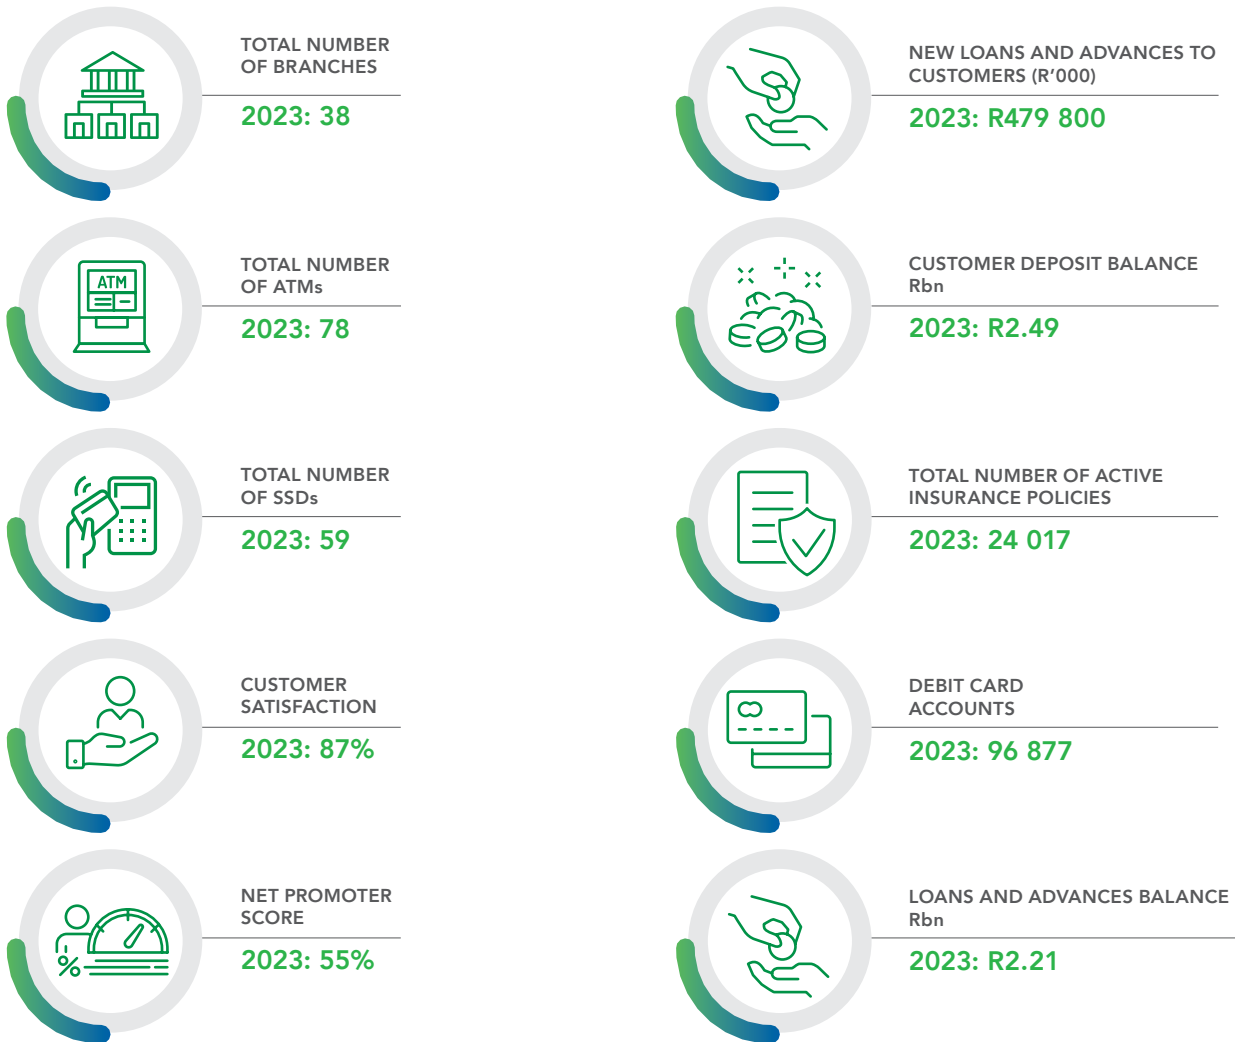 TOTAL NUMBER
OF BRANCHES
2023: 38
ATM
TOTAL NUMBER
OF ATMs
2023: 78
TOTAL NUMBER
OF SSDs
2023: 59
CUSTOMER
SATISFACTION
2023: 87%
%
NET PROMOTER
SCORE
2023: 55%
NEW LOANS AND ADVANCES TO
CUSTOMERS (R’000)
2023: R479 800
CUSTOMER DEPOSIT BALANCE
Rbn
2023: R2.49
TOTAL NUMBER OF ACTIVE
INSURANCE POLICIES
2023: 24 017
DEBIT CARD
ACCOUNTS
2023: 96 877
LOANS AND ADVANCES BALANCE
Rbn
2023: R2.21